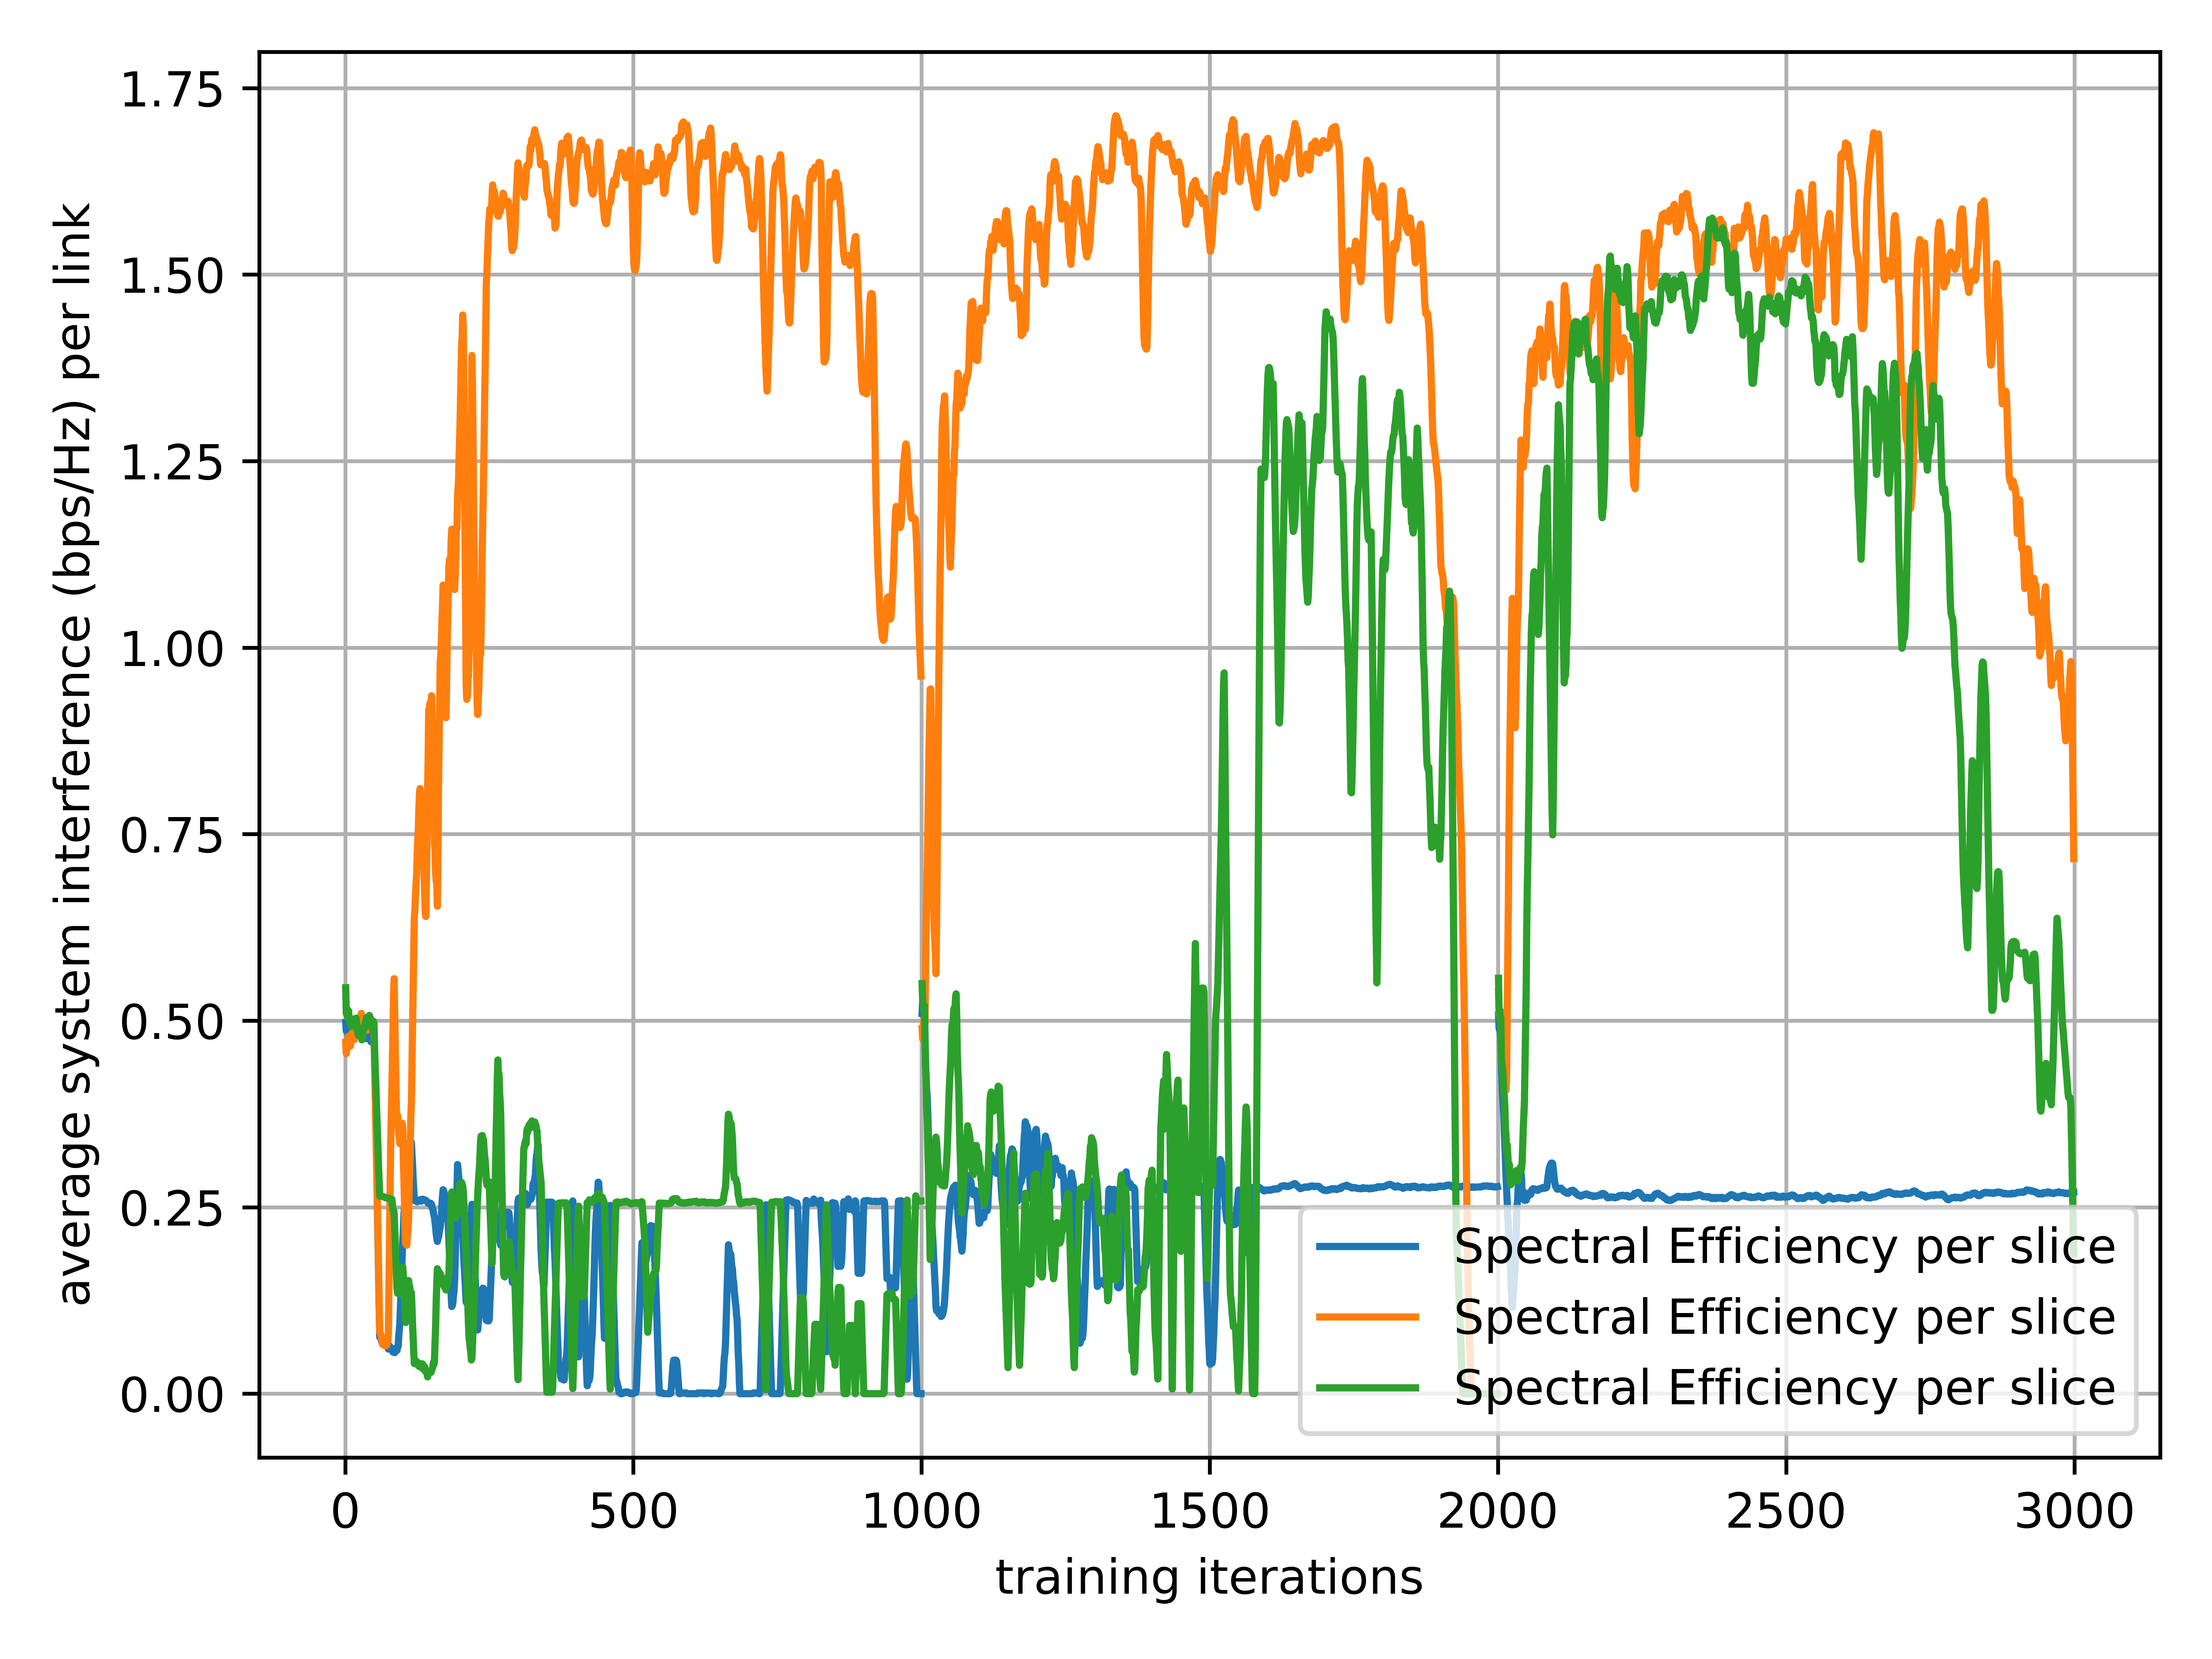 average system interference (bps/Hz) per link
1.75
1.50
1.25
1.00
0.75
0.50
0.25
0.00
Spectral Efficiency per slice
Spectral Efficiency per slice
Spectral Efficiency per slice
0 500 1000 1500 2000 2500 3000
training iterations